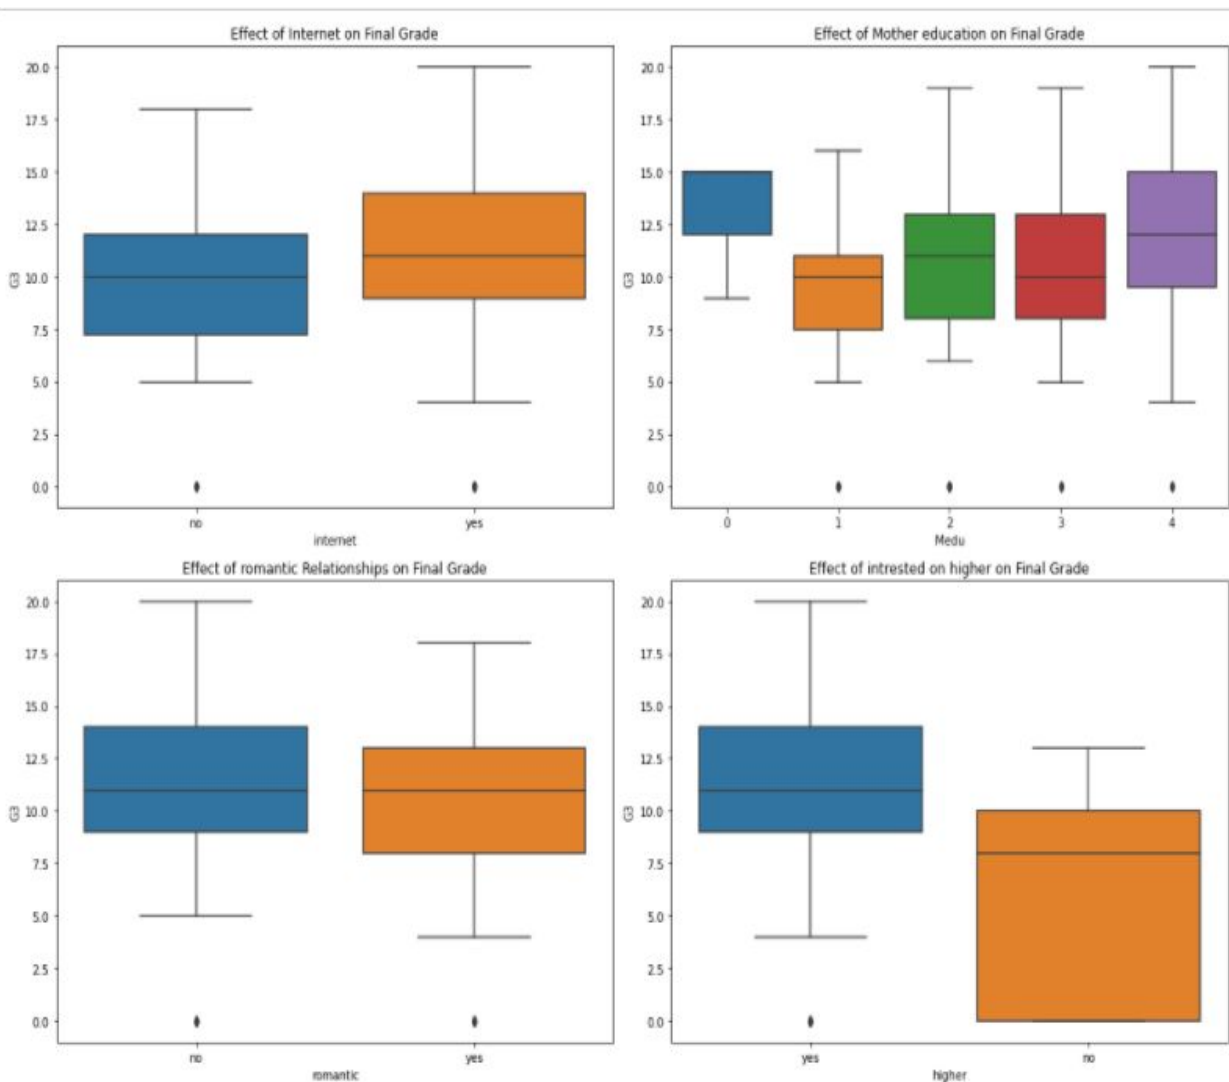 Effect of Internet on Final Grade
20.0
17.5
15.0
12.5
10.0
7.5
5.0
2.5
0.0
G3
no yes
internet
Effect of Mother education on Final Grade
20.0
17.5
15.0
12.5
10.0
7.5
5.0
2.5
0.0
G3
0 1 2 3 4
Medu
Effect of romantic Relationships on Final Grade
20.0
17.5
15.0
12.5
10.0
7.5
5.0
2.5
0.0
G3
no yes
romantic
Effect of intrested on higher on Final Grade
20.0
17.5
15.0
12.5
10.0
7.5
5.0
2.5
0.0
G3
yes no
higher